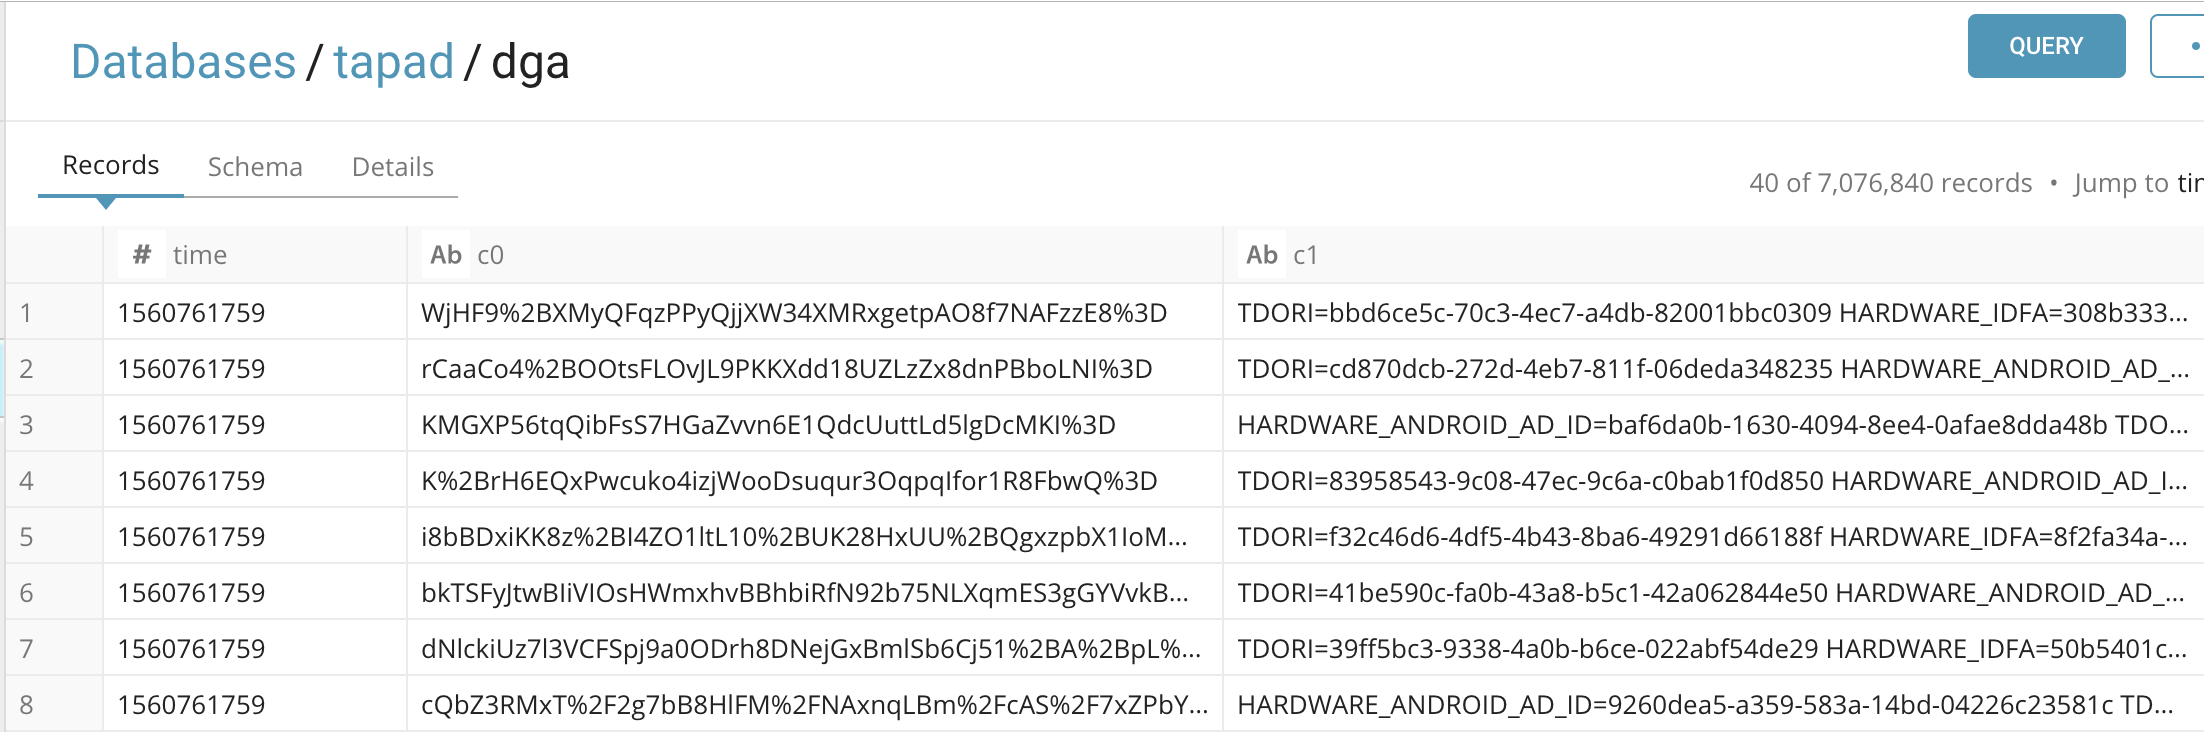 Databases / tapad / dga
QUERY
Records Schema Details
40 of 7,076,840 records • Jump to
# time Ab c0 Ab c1
1 1560761759 WjHF9%2BXMyQFqzPPyQjjXW34XMRxgetpAO8f7NAFzzE8%3D TDORI=bbd6ce5c-70c3-4ec7-a4db-82001bbc0309 HARDWARE_IDFA=308b333...
2 1560761759 rCaaCo4%2BOOtsFLOvJL9PKKXdd18UZLzZx8dnPBboLNI%3D TDORI=cd870dcb-272d-4eb7-811f-06deda348235 HARDWARE_ANDROID_AD_...
3 1560761759 KMGXP56tqQibFsS7HGaZvvn6E1QdcUuttLd5lgDcMKI%3D HARDWARE_ANDROID_AD_ID=baf6da0b-1630-4094-8ee4-0afae8dda48b TDO...
4 1560761759 K%2BrH6EQxPwcuko4izjWooDsuqur3OqpqIfor1R8FbwQ%3D TDORI=83958543-9c08-47ec-9c6a-c0bab1f0d850 HARDWARE_ANDROID_AD_I...
5 1560761759 i8bBDxiKK8z%2BI4ZO1ltL10%2BUK28HxUU%2BQgxzpbX1IoM... TDORI=f32c46d6-4df5-4b43-8ba6-49291d66188f HARDWARE_IDFA=8f2fa34a-...
6 1560761759 bkTSFyJtwBIiVIOsHWmxhvBBhbiRfN92b75NLXqmES3gGYVvkB... TDORI=41be590c-fa0b-43a8-b5c1-42a062844e50 HARDWARE_ANDROID_AD_...
7 1560761759 dNlckiUz7l3VCFSpj9a0ODrh8DNejGxBmlSb6Cj51%2BA%2BpL%... TDORI=39ff5bc3-9338-4a0b-b6ce-022abf54de29 HARDWARE_IDFA=50b5401c...
8 1560761759 cQbZ3RMxT%2F2g7bB8HlFM%2FNAxnqLBm%2FcAS%2F7xZPbY... HARDWARE_ANDROID_AD_ID=9260dea5-a359-583a-14bd-04226c23581c TD...